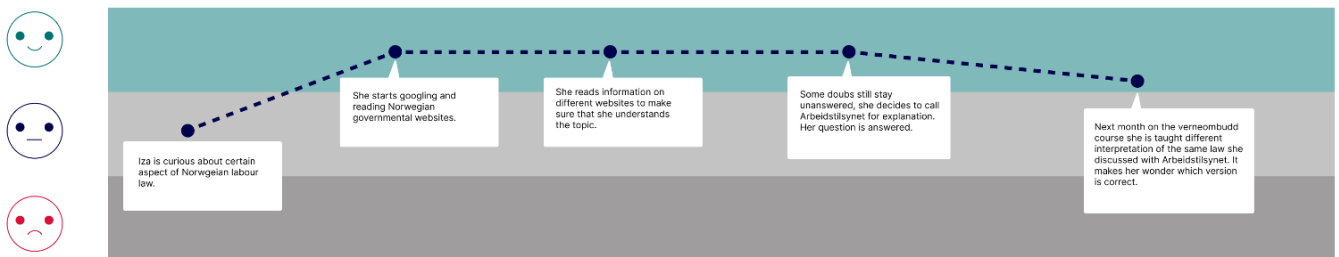 Iza is curious about certain
aspect of Norwgeian labour
law.
She starts googling and
reading Norwegian
governmental websites.
She reads information on
different websites to make
sure that she understands
the topic.
Some doubs still stay
unanswered, she decides to call
Arbeidstilsynet for explanation.
Her question is answered.
Next month on the verneombudd
course she is taught different
interpretation of the same law she
discussed with Arbeidstilsynet. It
makes her wonder which version
is correct.